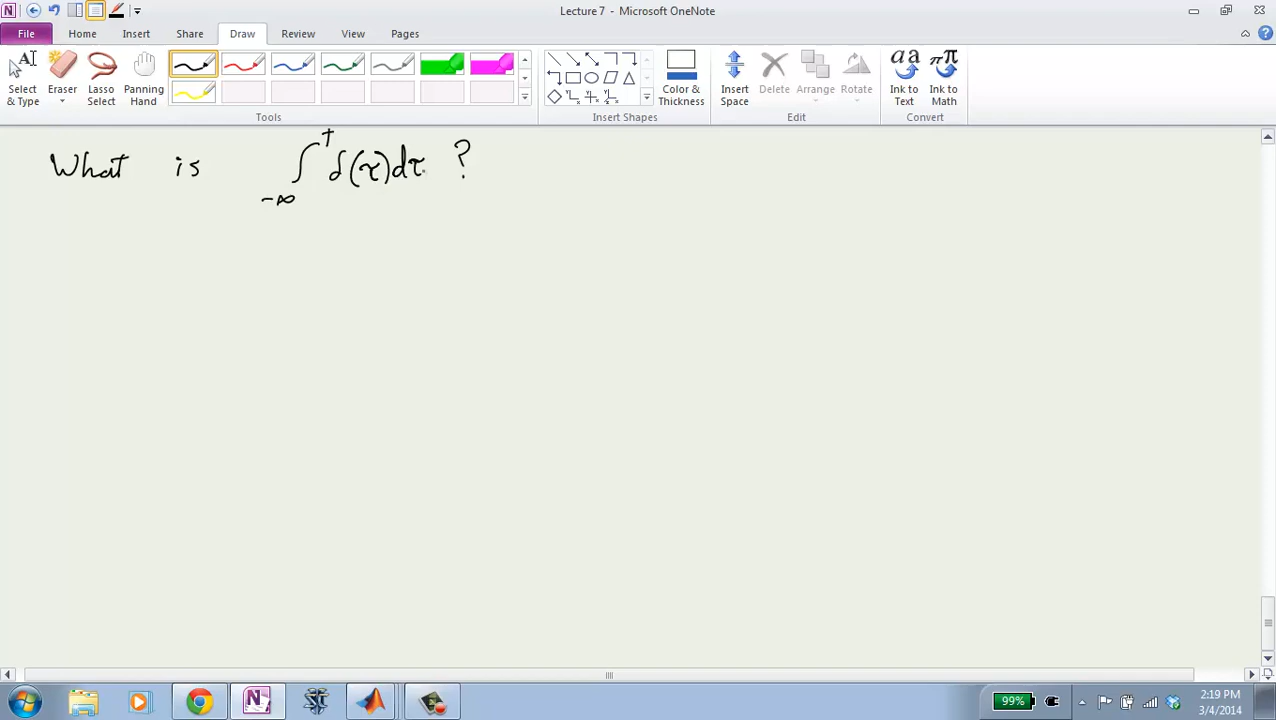 Lecture 7 - Microsoft OneNote
File Home Insert Share Draw Review View Pages
Select & Type Eraser Lasso Select Panning Hand Color & Thickness Insert Space Delete Arrange Rotate Ink to Text Ink to Math
Tools Insert Shapes Edit Convert
What is ∫_{-∞}^{t} δ(τ)dτ ?
99% 2:19 PM
3/4/2014